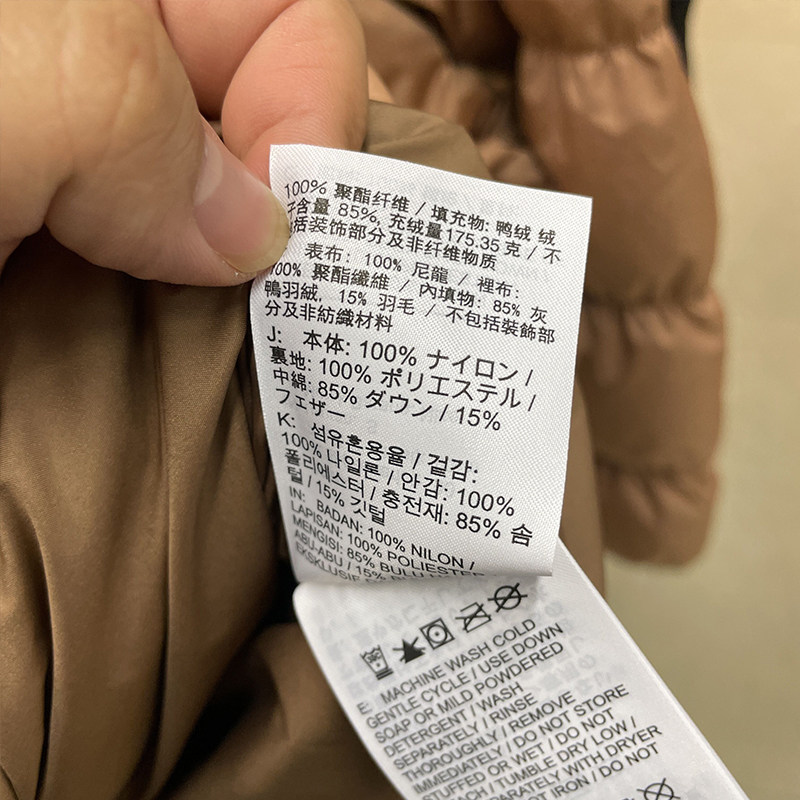 100% 聚酯纤维 / 填充物: 鸭绒 绒
子含量 85%, 充绒量175.35 克 / 不
括装饰部分及非纤维物质
表布: 100% 尼龍 / 裡布:
100% 聚酯纖維 / 內填物: 85% 灰
鴨羽絨, 15% 羽毛 / 不包括裝飾部
分及非紡織材料
J: 本体: 100% ナイロン /
裏地: 100% ポリエステル /
中綿: 85% ダウン / 15%
フェザー
K: 섬유혼용율 / 겉감:
100% 나일론 / 안감: 100%
폴리에스터 / 충전재: 85% 솜
털 / 15% 깃털
IN: BADAN: 100% NILON /
LAPISAN: 100% POLIESTER
MENGISI: 85% BULU
ABU-ABU / 15%
EKSKLUSIF
E: MACHINE WASH COLD
GENTLE CYCLE / USE DOWN
SOAP OR MILD POWDERED
DETERGENT / WASH
SEPARATELY / RINSE
THOROUGHLY / REMOVE
IMMEDIATELY / DO NOT STORE
STUFFED OR WET / DO NOT
/ TUMBLE DRY LOW /
SEPARATELY WITH DRYER
IRON / DO NOT